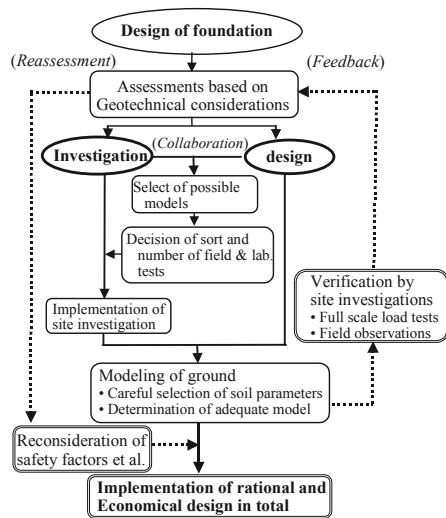 Design of foundation
(Reassessment)
(Feedback)
Assessments based on
Geotechnical considerations
(Collaboration)
Investigation
design
Select of possible
models
Decision of sort and
number of field & lab.
tests
Verification by
site investigations
• Full scale load tests
• Field observations
Implementation of
site investigation
Modeling of ground
• Careful selection of soil parameters
• Determination of adequate model
Reconsideration of
safety factors et al.
Implementation of rational and
Economical design in total